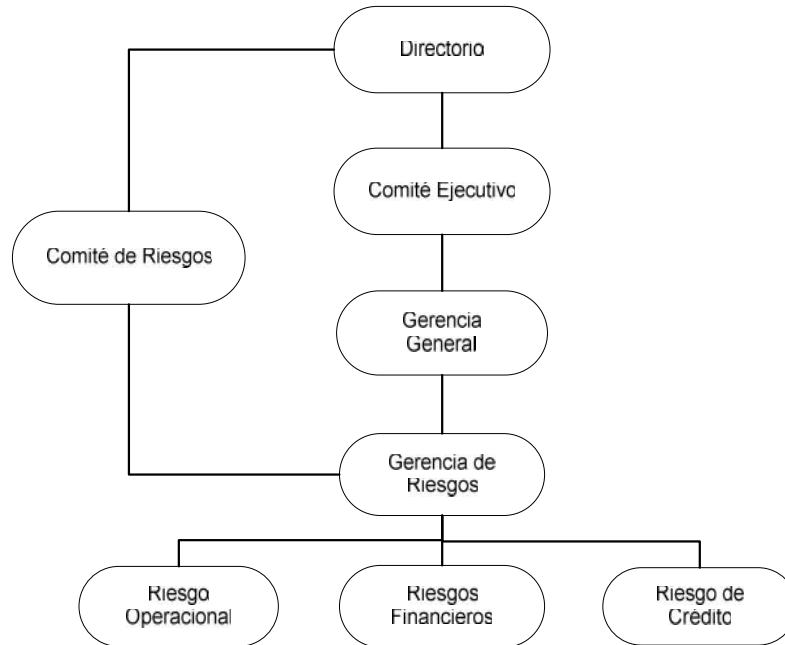 Directorio
Comité Ejecutivo
Comité de Riesgos
Gerencia
General
Gerencia de
Riesgos
Riesgo
Operacional
Riesgos
Financieros
Riesgo de
Crédito